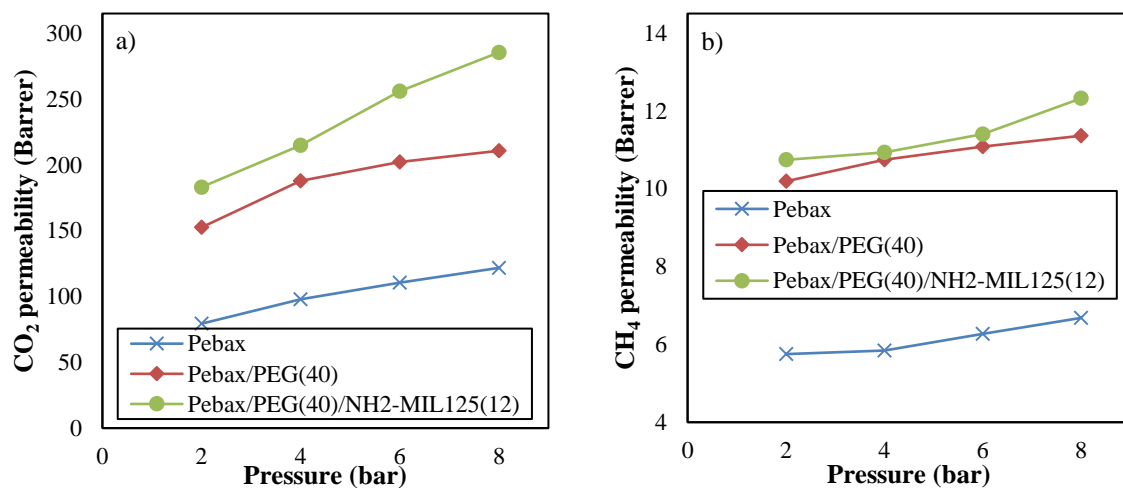 a)
CO₂ permeability (Barrer)
300
250
200
150
100
50
0
Pebax
Pebax/PEG(40)
Pebax/PEG(40)/NH2-MIL125(12)
0 2 4 6 8
Pressure (bar)
b)
CH₄ permeability (Barrer)
14
12
10
8
6
4
Pebax
Pebax/PEG(40)
Pebax/PEG(40)/NH2-MIL125(12)
0 2 4 6 8
Pressure (bar)